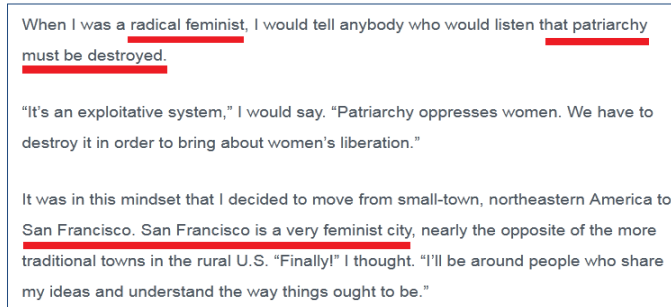 When I was a radical feminist, I would tell anybody who would listen that patriarchy
must be destroyed.
“It’s an exploitative system,” I would say. “Patriarchy oppresses women. We have to
destroy it in order to bring about women’s liberation.”
It was in this mindset that I decided to move from small-town, northeastern America to
San Francisco. San Francisco is a very feminist city, nearly the opposite of the more
traditional towns in the rural U.S. “Finally!” I thought. “I’ll be around people who share
my ideas and understand the way things ought to be.”